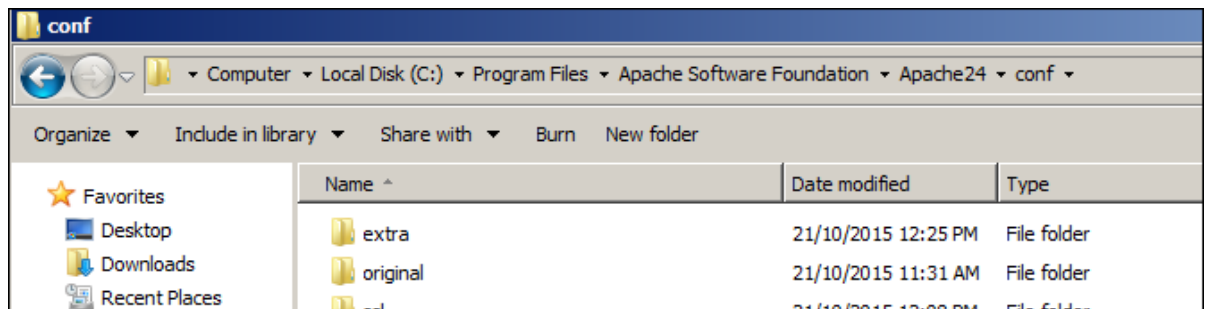 conf
Computer Local Disk (C:) Program Files Apache Software Foundation Apache24 conf
Organize Include in library Share with Burn New folder
Name Date modified Type
Favorites
Desktop
Downloads
Recent Places
extra 21/10/2015 12:25 PM File folder
original 21/10/2015 11:31 AM File folder